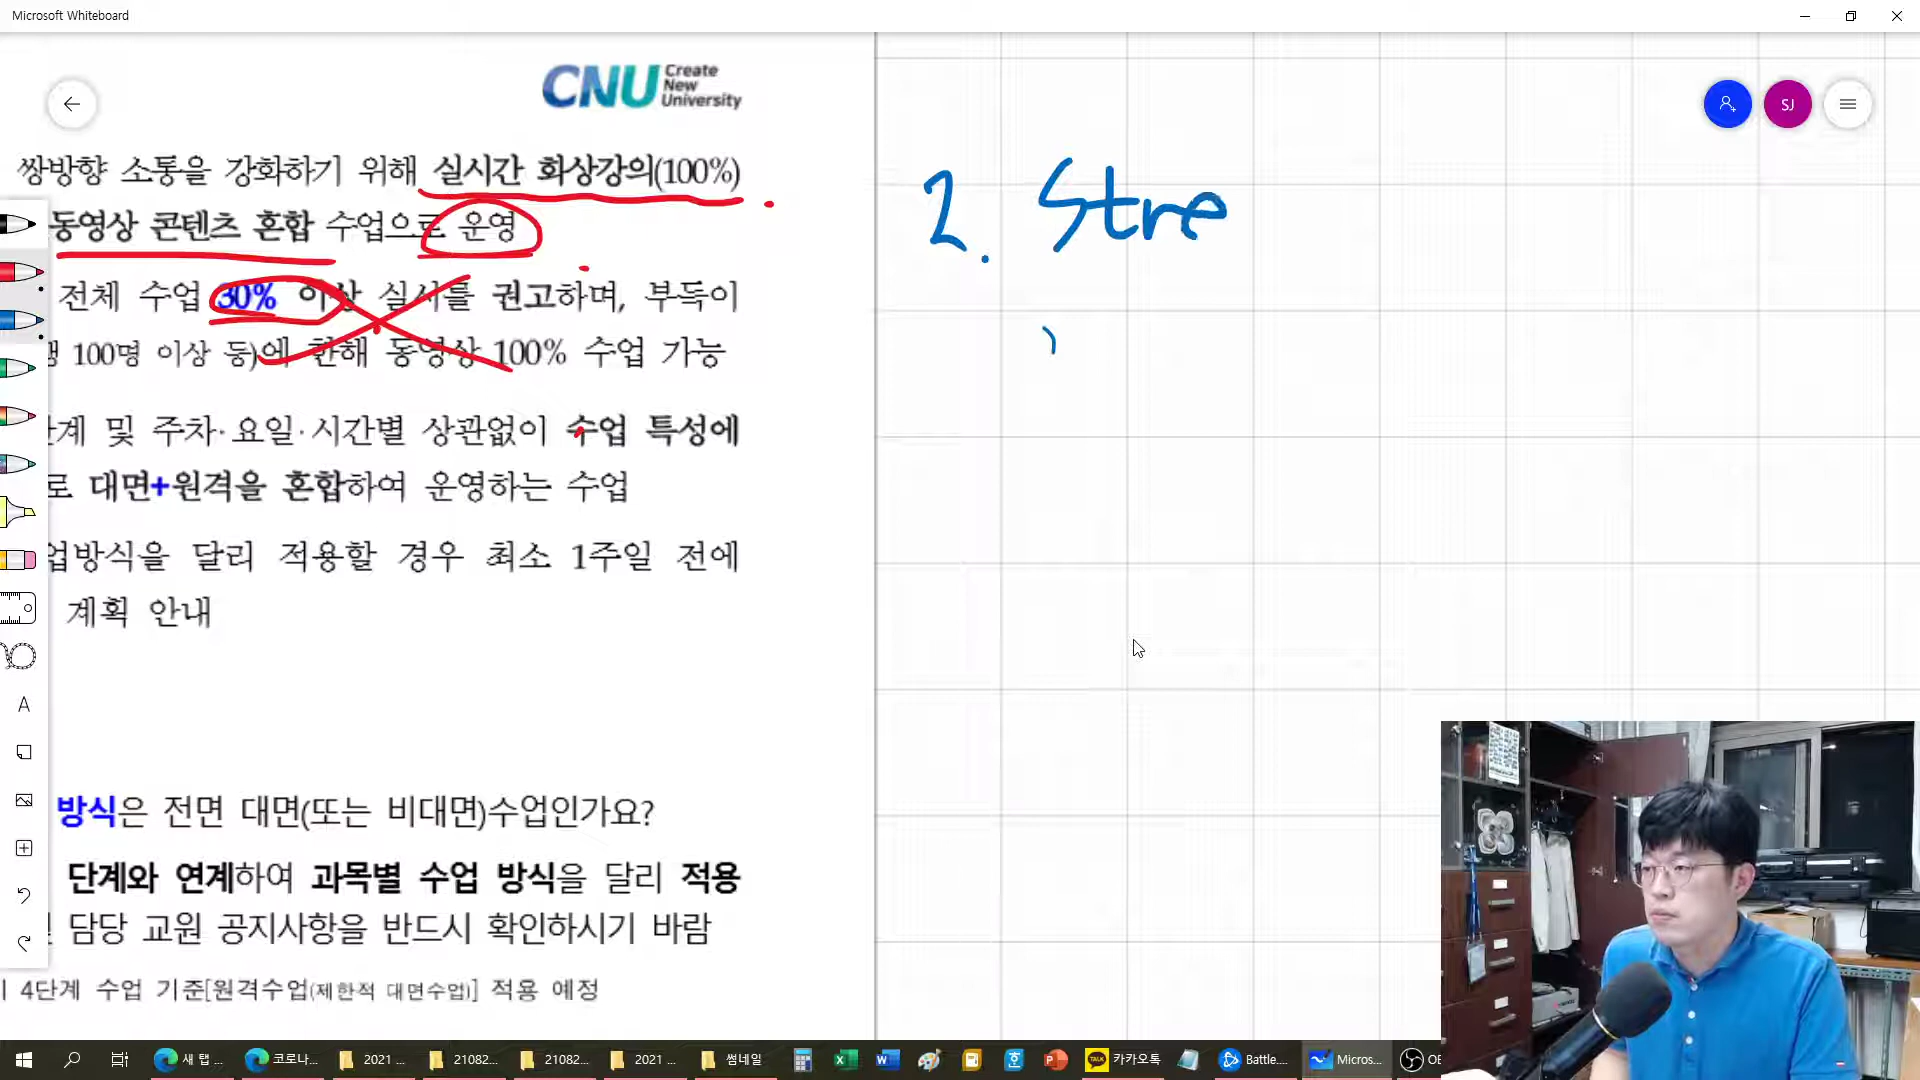 Microsoft Whiteboard
CNU Create New University
쌍방향 소통을 강화하기 위해 실시간 화상강의(100%)
동영상 콘텐츠 혼합 수업으로 운영
전체 수업 30% 이상 실시를 권고하며, 부득이
100명 이상 등)에 한해 동영상 100% 수업 가능
계 및 주차·요일·시간별 상관없이 수업 특성에
로 대면+원격을 혼합하여 운영하는 수업
업방식을 달리 적용할 경우 최소 1주일 전에
계획 안내
방식은 전면 대면(또는 비대면)수업인가요?
단계와 연계하여 과목별 수업 방식을 달리 적용
담당 교원 공지사항을 반드시 확인하시기 바람
4단계 수업 기준[원격수업(제한적 대면수업)] 적용 예정
2. Stre
SJ
A
새 탭 ...
코로나...
2021 ...
21082...
21082...
2021 ...
썸네일
TALK
카카오톡
Battle....
Micros...
OB